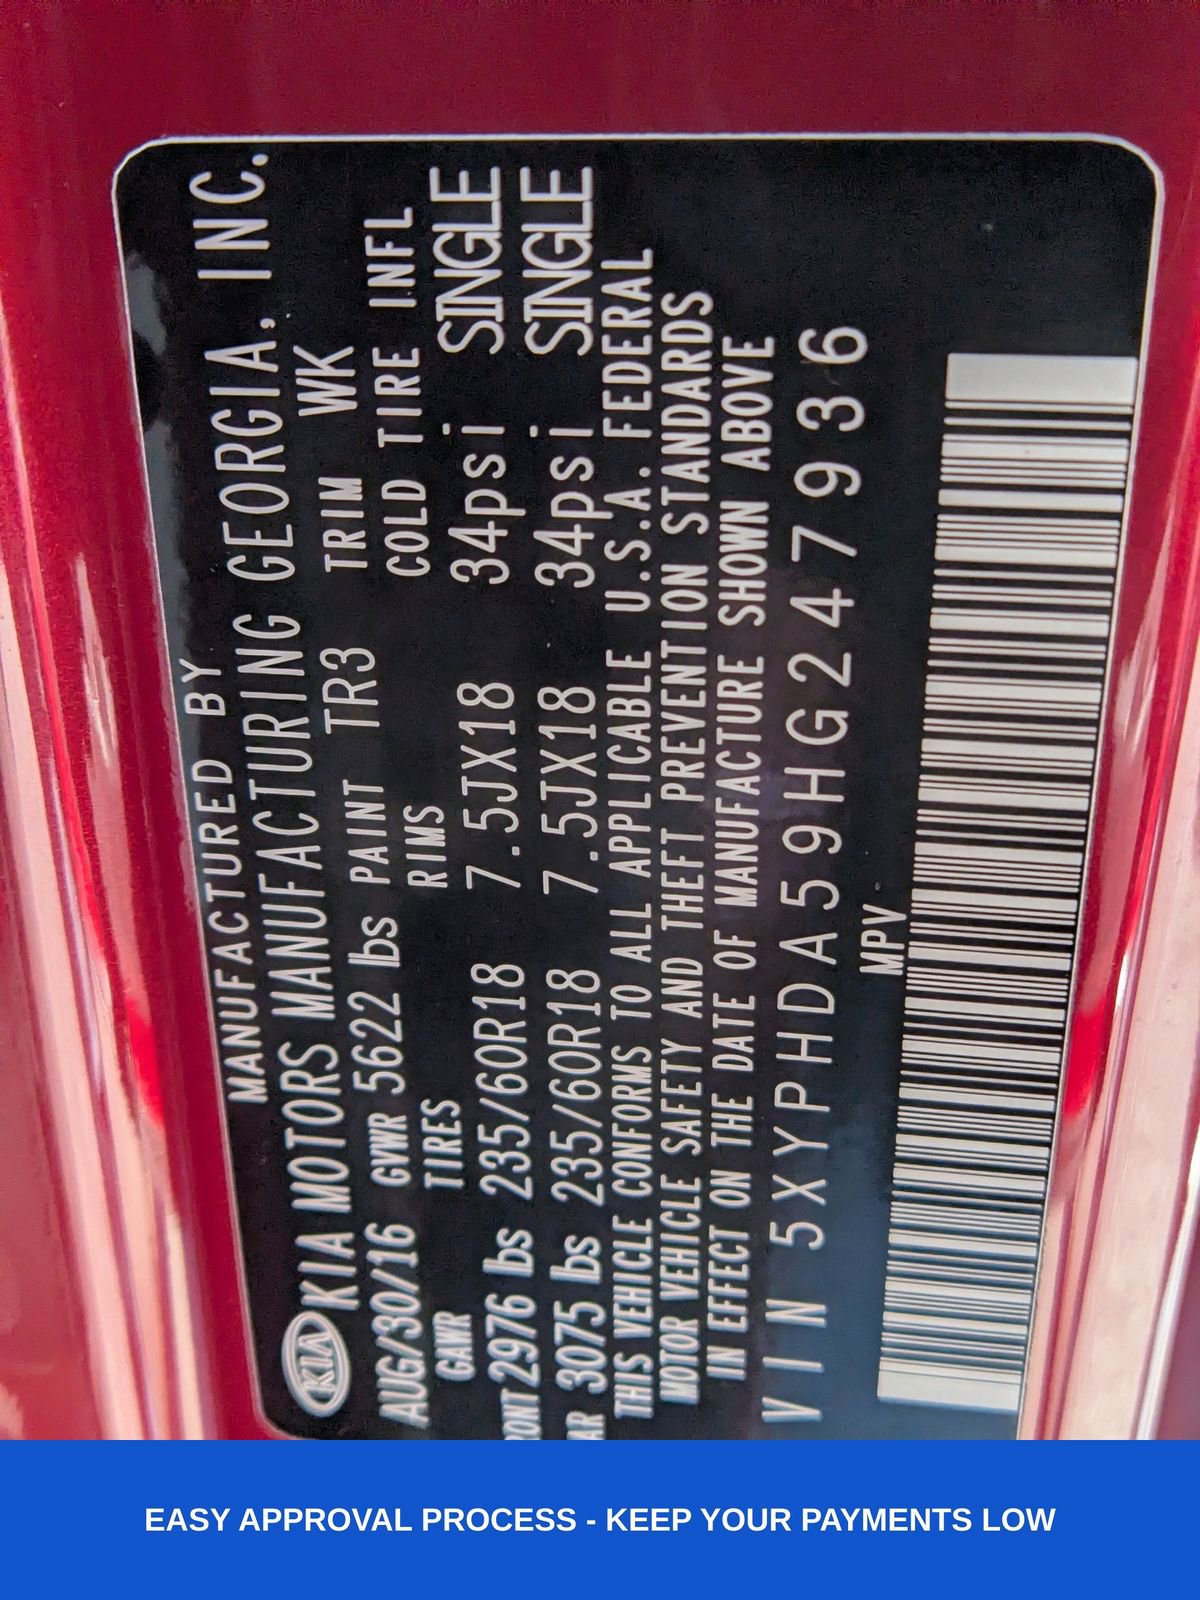 MANUFACTURED BY
KIA KIA MOTORS MANUFACTURING GEORGIA, INC.
AUG/30/16 GVWR 5622 lbs PAINT TR3 TRIM WK
GAWR TIRES RIMS COLD TIRE INFL
RONT 2976 lbs 235/60R18 7.5JX18 34psi SINGLE
AR 3075 lbs 235/60R18 7.5JX18 34psi SINGLE
THIS VEHICLE CONFORMS TO ALL APPLICABLE U.S.A. FEDERAL
MOTOR VEHICLE SAFETY AND THEFT PREVENTION STANDARDS
IN EFFECT ON THE DATE OF MANUFACTURE SHOWN ABOVE
VIN 5XYPHDA59HG247936
MPV
EASY APPROVAL PROCESS - KEEP YOUR PAYMENTS LOW